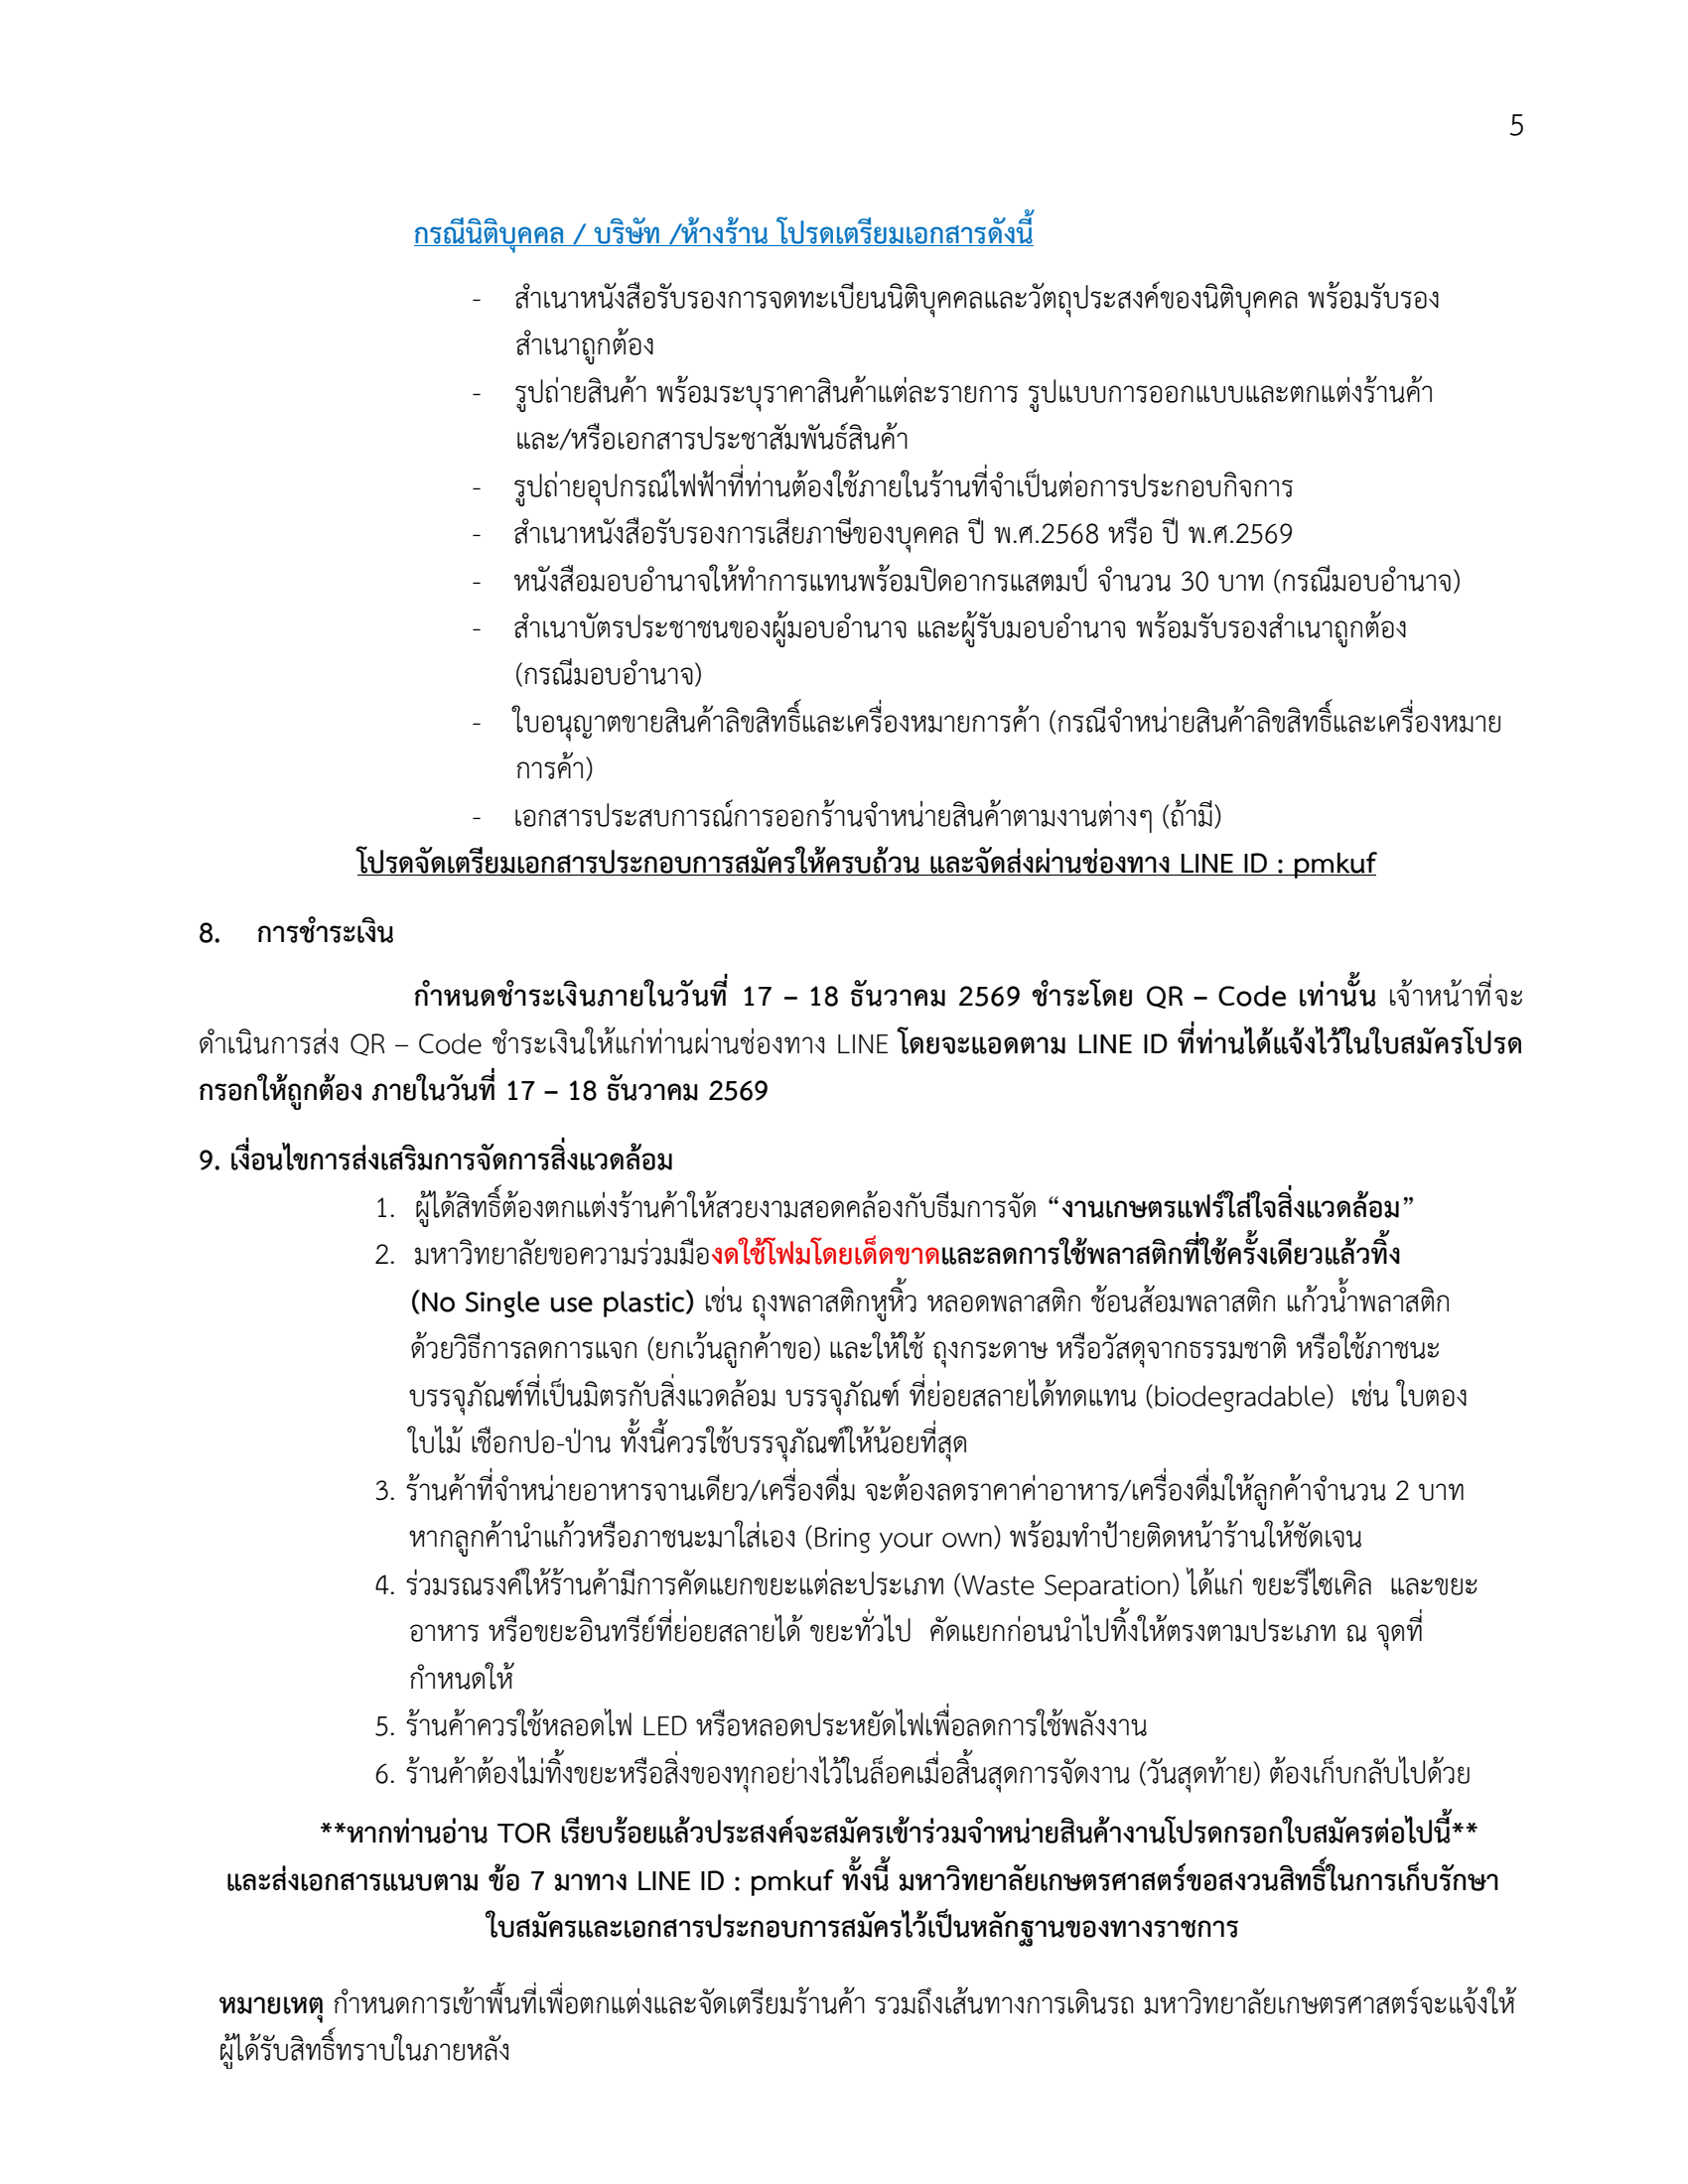 5
กรณีนิติบุคคล / บริษัท /ห้างร้าน โปรดเตรียมเอกสารดังนี้
- สำเนาหนังสือรับรองการจดทะเบียนนิติบุคคลและวัตถุประสงค์ของนิติบุคคล พร้อมรับรอง
สำเนาถูกต้อง
- รูปถ่ายสินค้า พร้อมระบุราคาสินค้าแต่ละรายการ รูปแบบการออกแบบและตกแต่งร้านค้า
และ/หรือเอกสารประชาสัมพันธ์สินค้า
- รูปถ่ายอุปกรณ์ไฟฟ้าที่ท่านต้องใช้ภายในร้านที่จำเป็นต่อการประกอบกิจการ
- สำเนาหนังสือรับรองการเสียภาษีของบุคคล ปี พ.ศ.2568 หรือ ปี พ.ศ.2569
- หนังสือมอบอำนาจให้ทำการแทนพร้อมปิดอากรแสตมป์ จำนวน 30 บาท (กรณีมอบอำนาจ)
- สำเนาบัตรประชาชนของผู้มอบอำนาจ และผู้รับมอบอำนาจ พร้อมรับรองสำเนาถูกต้อง
(กรณีมอบอำนาจ)
- ใบอนุญาตขายสินค้าลิขสิทธิ์และเครื่องหมายการค้า (กรณีจำหน่ายสินค้าลิขสิทธิ์และเครื่องหมาย
การค้า)
- เอกสารประสบการณ์การออกร้านจำหน่ายสินค้าตามงานต่างๆ (ถ้ามี)
โปรดจัดเตรียมเอกสารประกอบการสมัครให้ครบถ้วน และจัดส่งผ่านช่องทาง LINE ID : pmkuf
8. การชำระเงิน
กำหนดชำระเงินภายในวันที่ 17 – 18 ธันวาคม 2569 ชำระโดย QR – Code เท่านั้น เจ้าหน้าที่จะ
ดำเนินการส่ง QR – Code ชำระเงินให้แก่ท่านผ่านช่องทาง LINE โดยจะแอดตาม LINE ID ที่ท่านได้แจ้งไว้ในใบสมัครโปรด
กรอกให้ถูกต้อง ภายในวันที่ 17 – 18 ธันวาคม 2569
9. เงื่อนไขการส่งเสริมการจัดการสิ่งแวดล้อม
1. ผู้ได้สิทธิ์ต้องตกแต่งร้านค้าให้สวยงามสอดคล้องกับธีมการจัด “งานเกษตรแฟร์ใส่ใจสิ่งแวดล้อม”
2. มหาวิทยาลัยขอความร่วมมืองดใช้โฟมโดยเด็ดขาดและลดการใช้พลาสติกที่ใช้ครั้งเดียวแล้วทิ้ง
(No Single use plastic) เช่น ถุงพลาสติกหูหิ้ว หลอดพลาสติก ช้อนส้อมพลาสติก แก้วน้ำพลาสติก
ด้วยวิธีการลดการแจก (ยกเว้นลูกค้าขอ) และให้ใช้ ถุงกระดาษ หรือวัสดุจากธรรมชาติ หรือใช้ภาชนะ
บรรจุภัณฑ์ที่เป็นมิตรกับสิ่งแวดล้อม บรรจุภัณฑ์ ที่ย่อยสลายได้ทดแทน (biodegradable) เช่น ใบตอง
ใบไม้ เชือกปอ-ป่าน ทั้งนี้ควรใช้บรรจุภัณฑ์ให้น้อยที่สุด
3. ร้านค้าที่จำหน่ายอาหารจานเดียว/เครื่องดื่ม จะต้องลดราคาค่าอาหาร/เครื่องดื่มให้ลูกค้าจำนวน 2 บาท
หากลูกค้านำแก้วหรือภาชนะมาใส่เอง (Bring your own) พร้อมทำป้ายติดหน้าร้านให้ชัดเจน
4. ร่วมรณรงค์ให้ร้านค้ามีการคัดแยกขยะแต่ละประเภท (Waste Separation) ได้แก่ ขยะรีไซเคิล และขยะ
อาหาร หรือขยะอินทรีย์ที่ย่อยสลายได้ ขยะทั่วไป คัดแยกก่อนนำไปทิ้งให้ตรงตามประเภท ณ จุดที่
กำหนดให้
5. ร้านค้าควรใช้หลอดไฟ LED หรือหลอดประหยัดไฟเพื่อลดการใช้พลังงาน
6. ร้านค้าต้องไม่ทิ้งขยะหรือสิ่งของทุกอย่างไว้ในล็อคเมื่อสิ้นสุดการจัดงาน (วันสุดท้าย) ต้องเก็บกลับไปด้วย
**หากท่านอ่าน TOR เรียบร้อยแล้วประสงค์จะสมัครเข้าร่วมจำหน่ายสินค้างานโปรดกรอกใบสมัครต่อไปนี้**
และส่งเอกสารแนบตาม ข้อ 7 มาทาง LINE ID : pmkuf ทั้งนี้ มหาวิทยาลัยเกษตรศาสตร์ขอสงวนสิทธิ์ในการเก็บรักษา
ใบสมัครและเอกสารประกอบการสมัครไว้เป็นหลักฐานของทางราชการ
หมายเหตุ กำหนดการเข้าพื้นที่เพื่อตกแต่งและจัดเตรียมร้านค้า รวมถึงเส้นทางการเดินรถ มหาวิทยาลัยเกษตรศาสตร์จะแจ้งให้
ผู้ได้รับสิทธิ์ทราบในภายหลัง